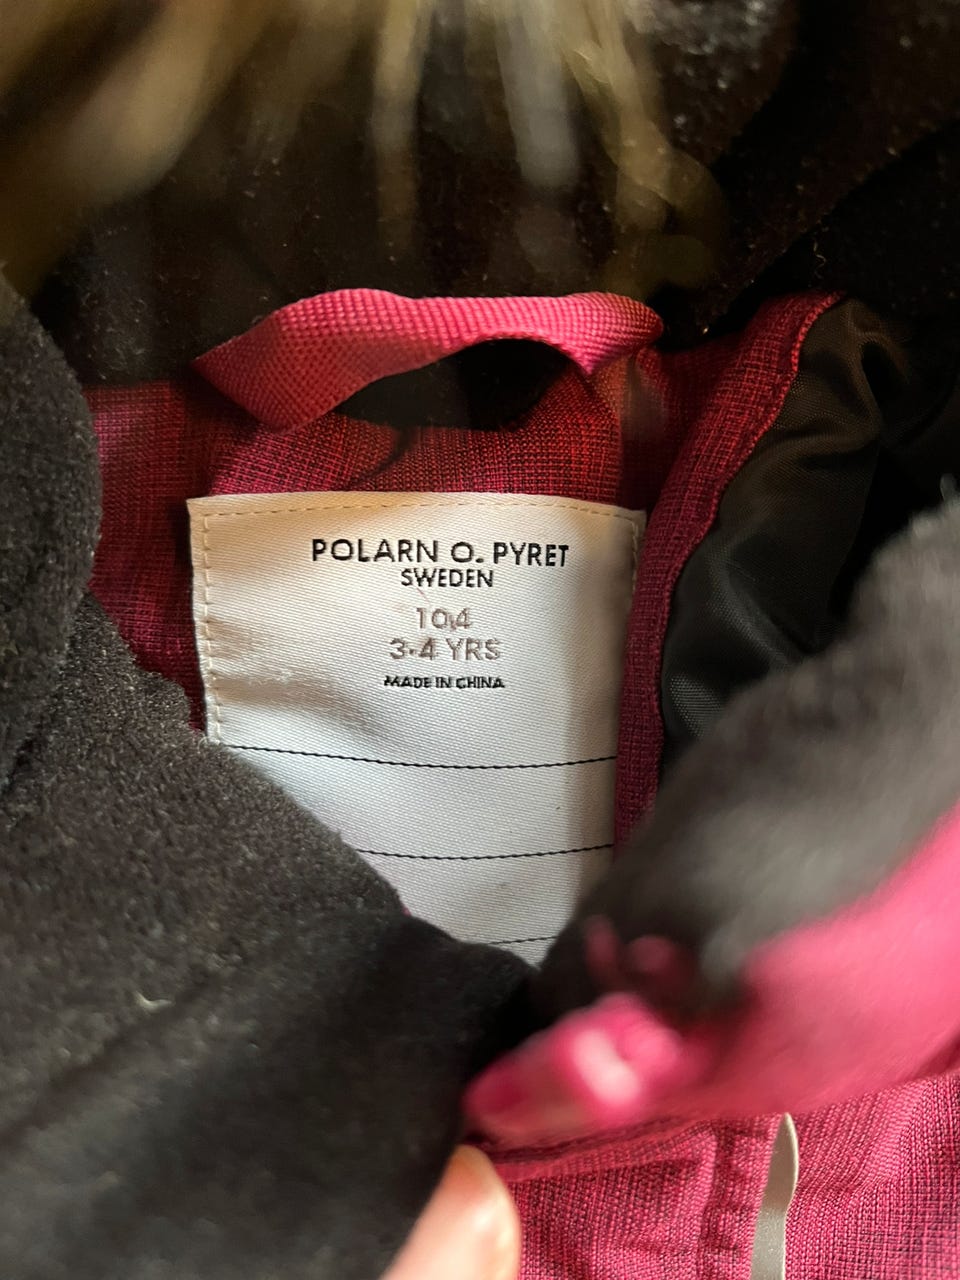 POLARN O. PYRET
SWEDEN
104
3-4 YRS
MADE IN CHINA